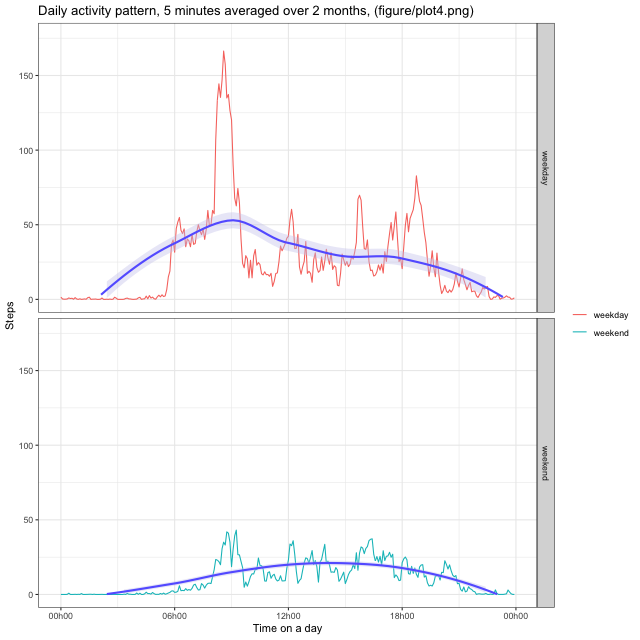 Daily activity pattern, 5 minutes averaged over 2 months, (figure/plot4.png)
150
100
50
0
weekday
Steps
weekday
weekend
150
100
50
0
weekend
00h00
06h00
12h00
18h00
00h00
Time on a day